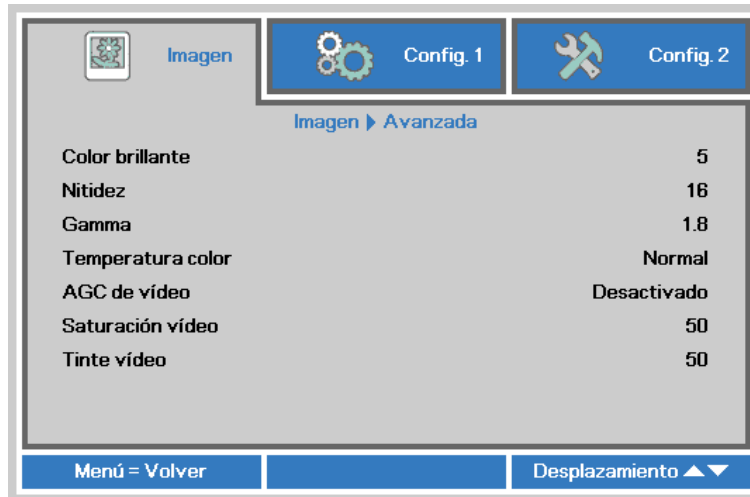 Imagen Config. 1 Config. 2
Imagen ▶ Avanzada
Color brillante 5
Nitidez 16
Gamma 1.8
Temperatura color Normal
AGC de vídeo Desactivado
Saturación vídeo 50
Tinte vídeo 50
Menú = Volver Desplazamiento ▲▼